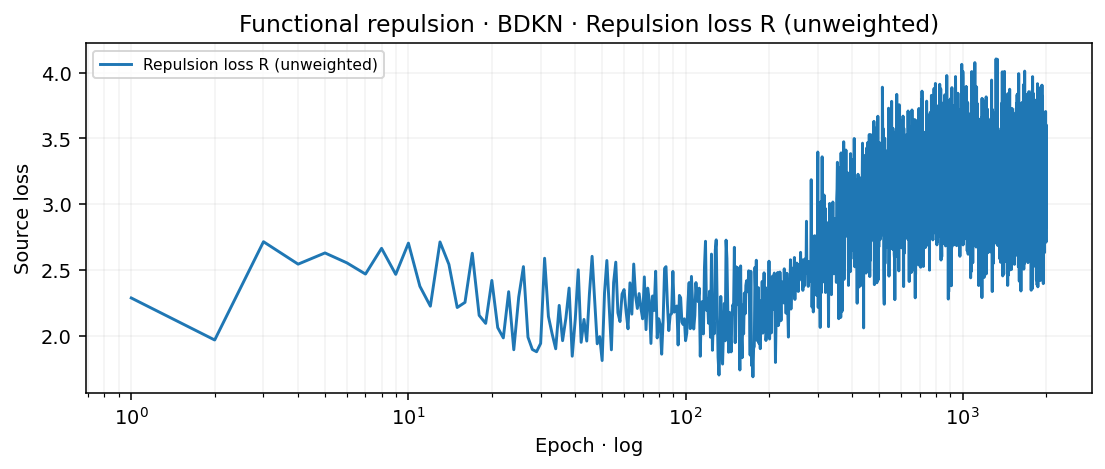 Functional repulsion · BDKN · Repulsion loss R (unweighted)
Repulsion loss R (unweighted)
Source loss
4.0
3.5
3.0
2.5
2.0
10⁰ 10¹ 10² 10³
Epoch · log